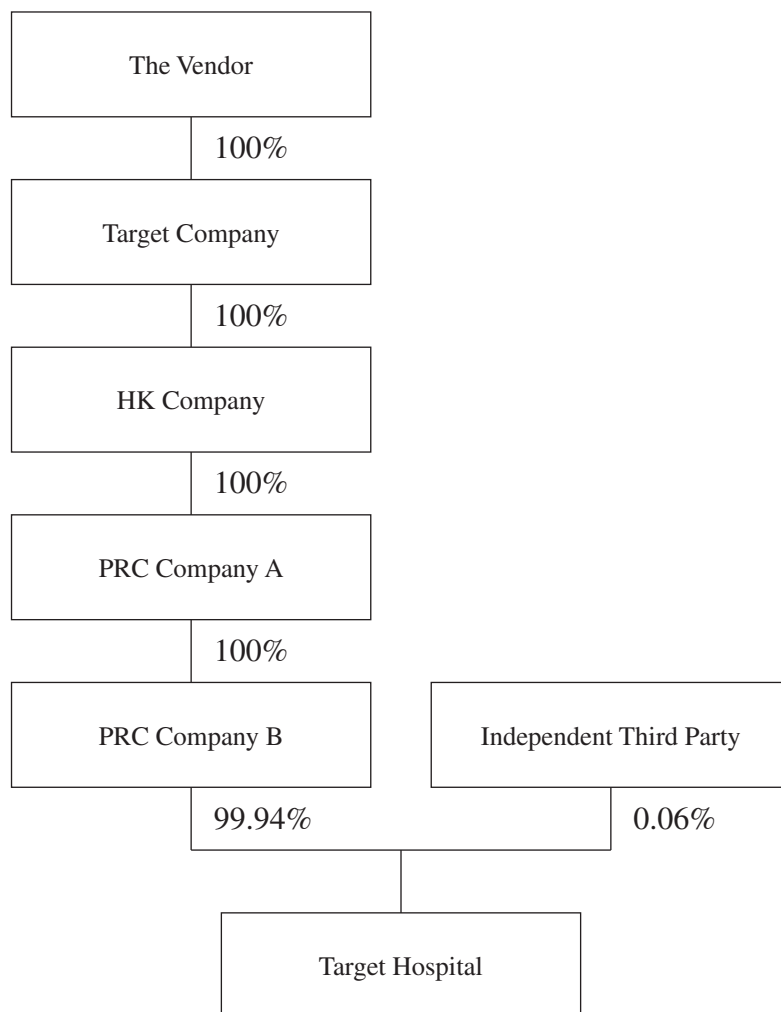 The Vendor
100%
Target Company
100%
HK Company
100%
PRC Company A
100%
PRC Company B
Independent Third Party
99.94%
0.06%
Target Hospital